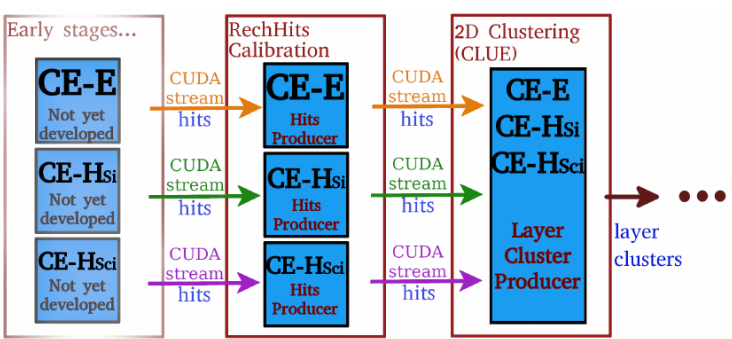 Early stages...
CE-E
Not yet
developed
CE-HSi
Not yet
developed
CE-HSci
Not yet
developed
CUDA
stream
hits
CUDA
stream
hits
CUDA
stream
hits
RechHits
Calibration
CE-E
Hits
Producer
CE-HSi
Hits
Producer
CE-HSci
Hits
Producer
CUDA
stream
hits
CUDA
stream
hits
CUDA
stream
hits
2D Clustering
(CLUE)
CE-E
CE-HSi
CE-HSci
Layer
Cluster
Producer
layer
clusters